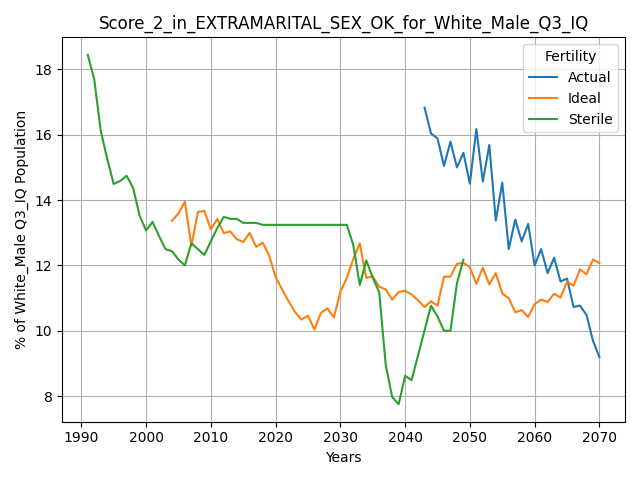 Score_2_in_EXTRAMARITAL_SEX_OK_for_White_Male_Q3_IQ
Fertility
Actual
Ideal
Sterile
% of White_Male Q3_IQ Population
18
16
14
12
10
8
1990 2000 2010 2020 2030 2040 2050 2060 2070
Years